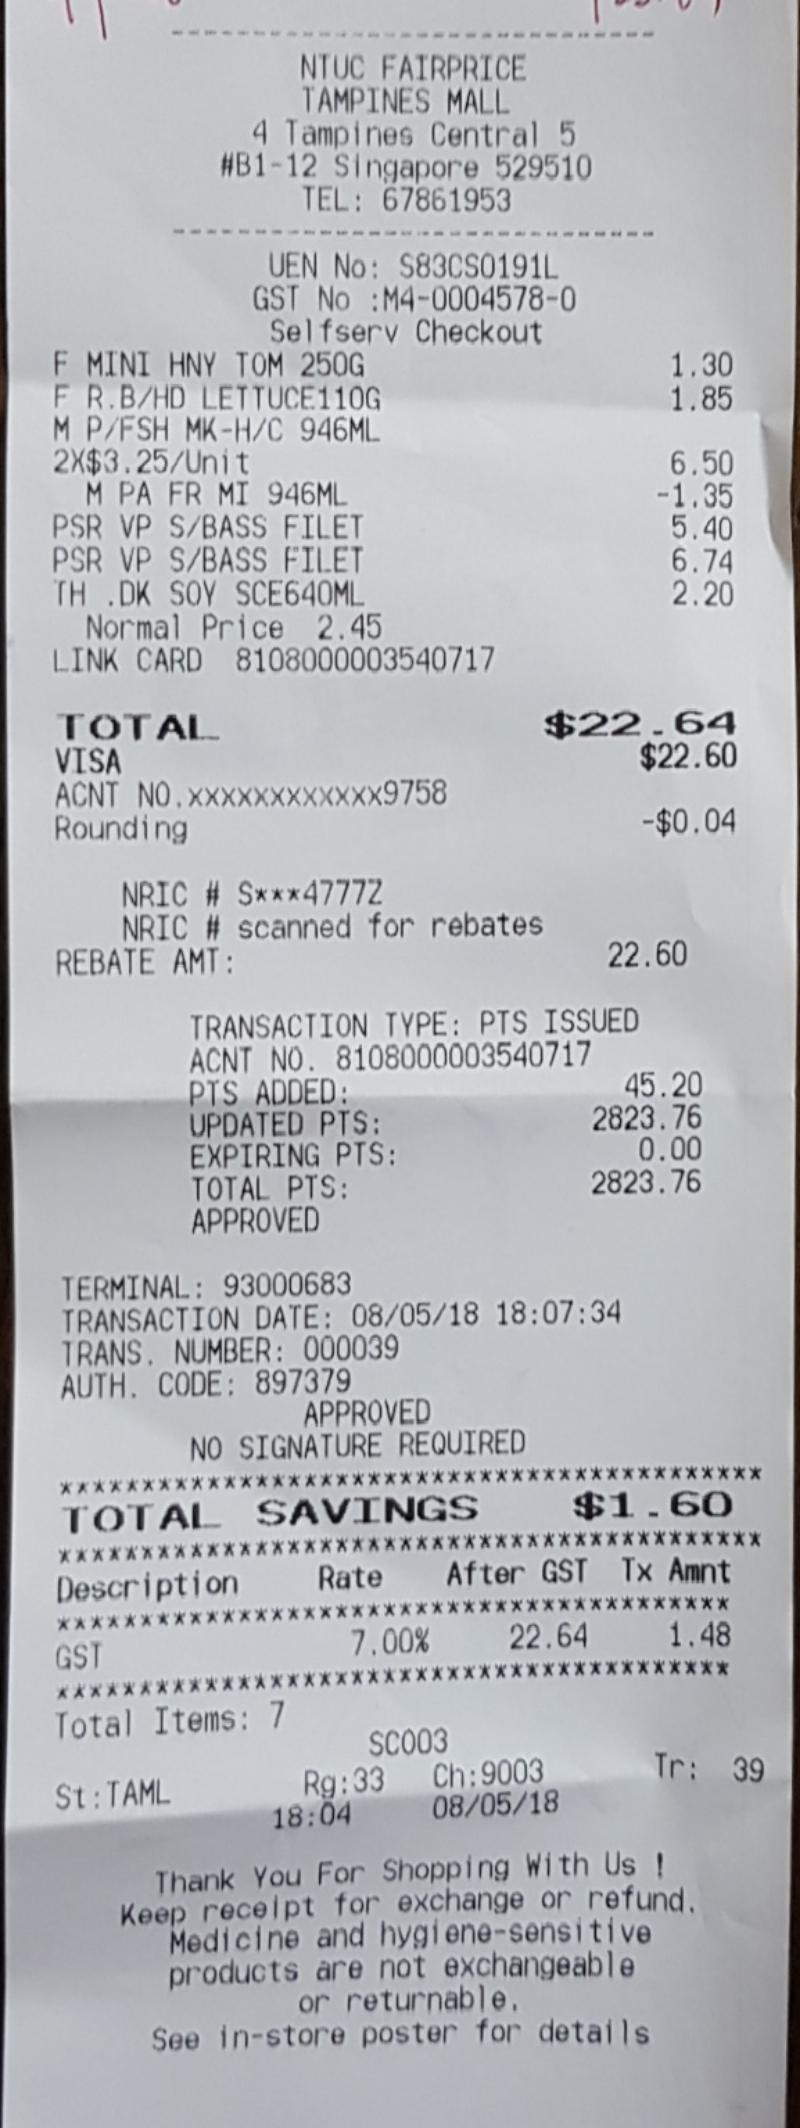 NTUC FAIRPRICE
TAMPINES MALL
4 Tampines Central 5
#B1-12 Singapore 529510
TEL: 67861953
UEN No: S83CS0191L
GST No :M4-0004578-0
Selfserv Checkout
F MINI HNY TOM 250G 1.30
F R.B/HD LETTUCE110G 1.85
M P/FSH MK-H/C 946ML
2X$3.25/Unit 6.50
M PA FR MI 946ML -1.35
PSR VP S/BASS FILET 5.40
PSR VP S/BASS FILET 6.74
TH .DK SOY SCE640ML 2.20
Normal Price 2.45
LINK CARD 8108000003540717
TOTAL $22.64
VISA $22.60
ACNT NO.xxxxxxxxxxxx9758
Rounding -$0.04
NRIC # S***4777Z
NRIC # scanned for rebates
REBATE AMT: 22.60
TRANSACTION TYPE: PTS ISSUED
ACNT NO. 8108000003540717
PTS ADDED: 45.20
UPDATED PTS: 2823.76
EXPIRING PTS: 0.00
TOTAL PTS: 2823.76
APPROVED
TERMINAL: 93000683
TRANSACTION DATE: 08/05/18 18:07:34
TRANS. NUMBER: 000039
AUTH. CODE: 897379
APPROVED
NO SIGNATURE REQUIRED
*******************************************
TOTAL SAVINGS $1.60
*******************************************
Description Rate After GST Tx Amnt
*****************************************
GST 7.00% 22.64 1.48
*****************************************
Total Items: 7
SC003
St:TAML Rg:33 Ch:9003 Tr: 39
18:04 08/05/18
Thank You For Shopping With Us !
Keep receipt for exchange or refund.
Medicine and hygiene-sensitive
products are not exchangeable
or returnable.
See in-store poster for details